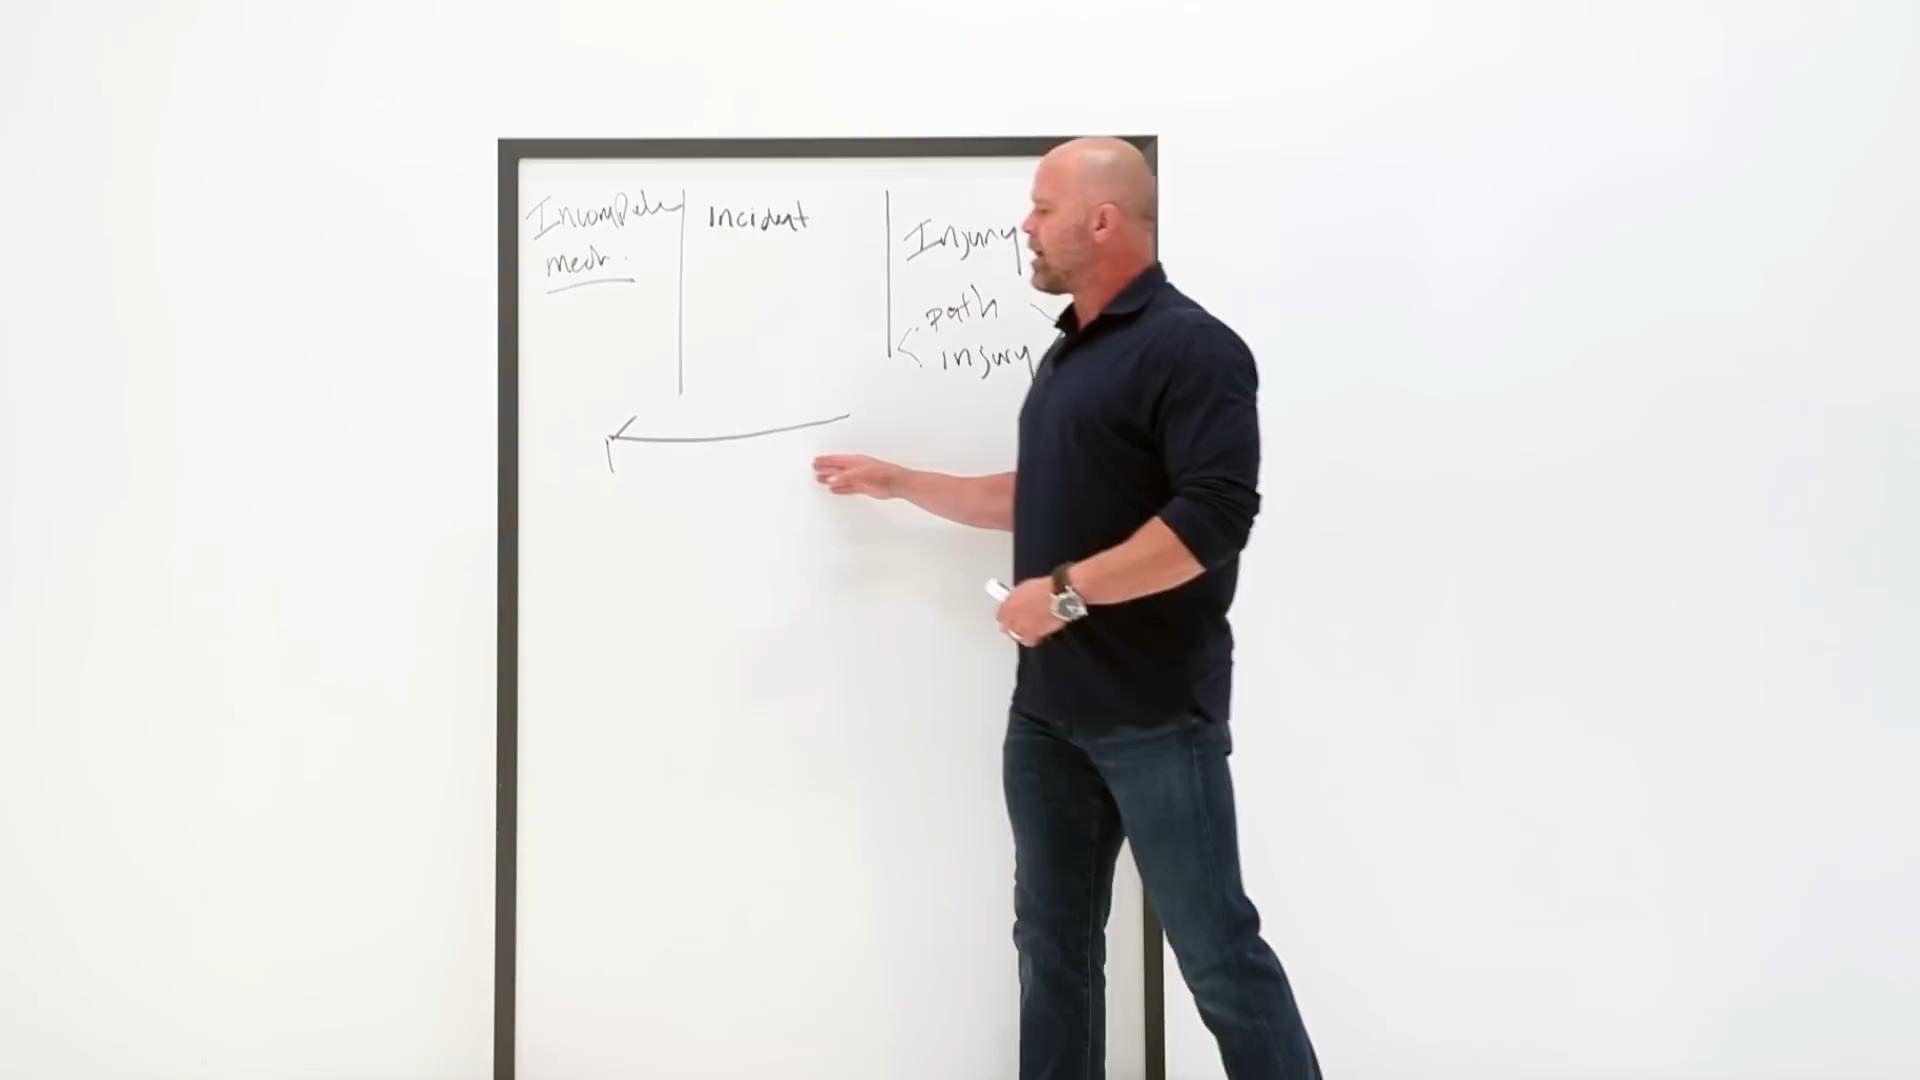 Incomplete
mech.
Incident
Injury
path
injury